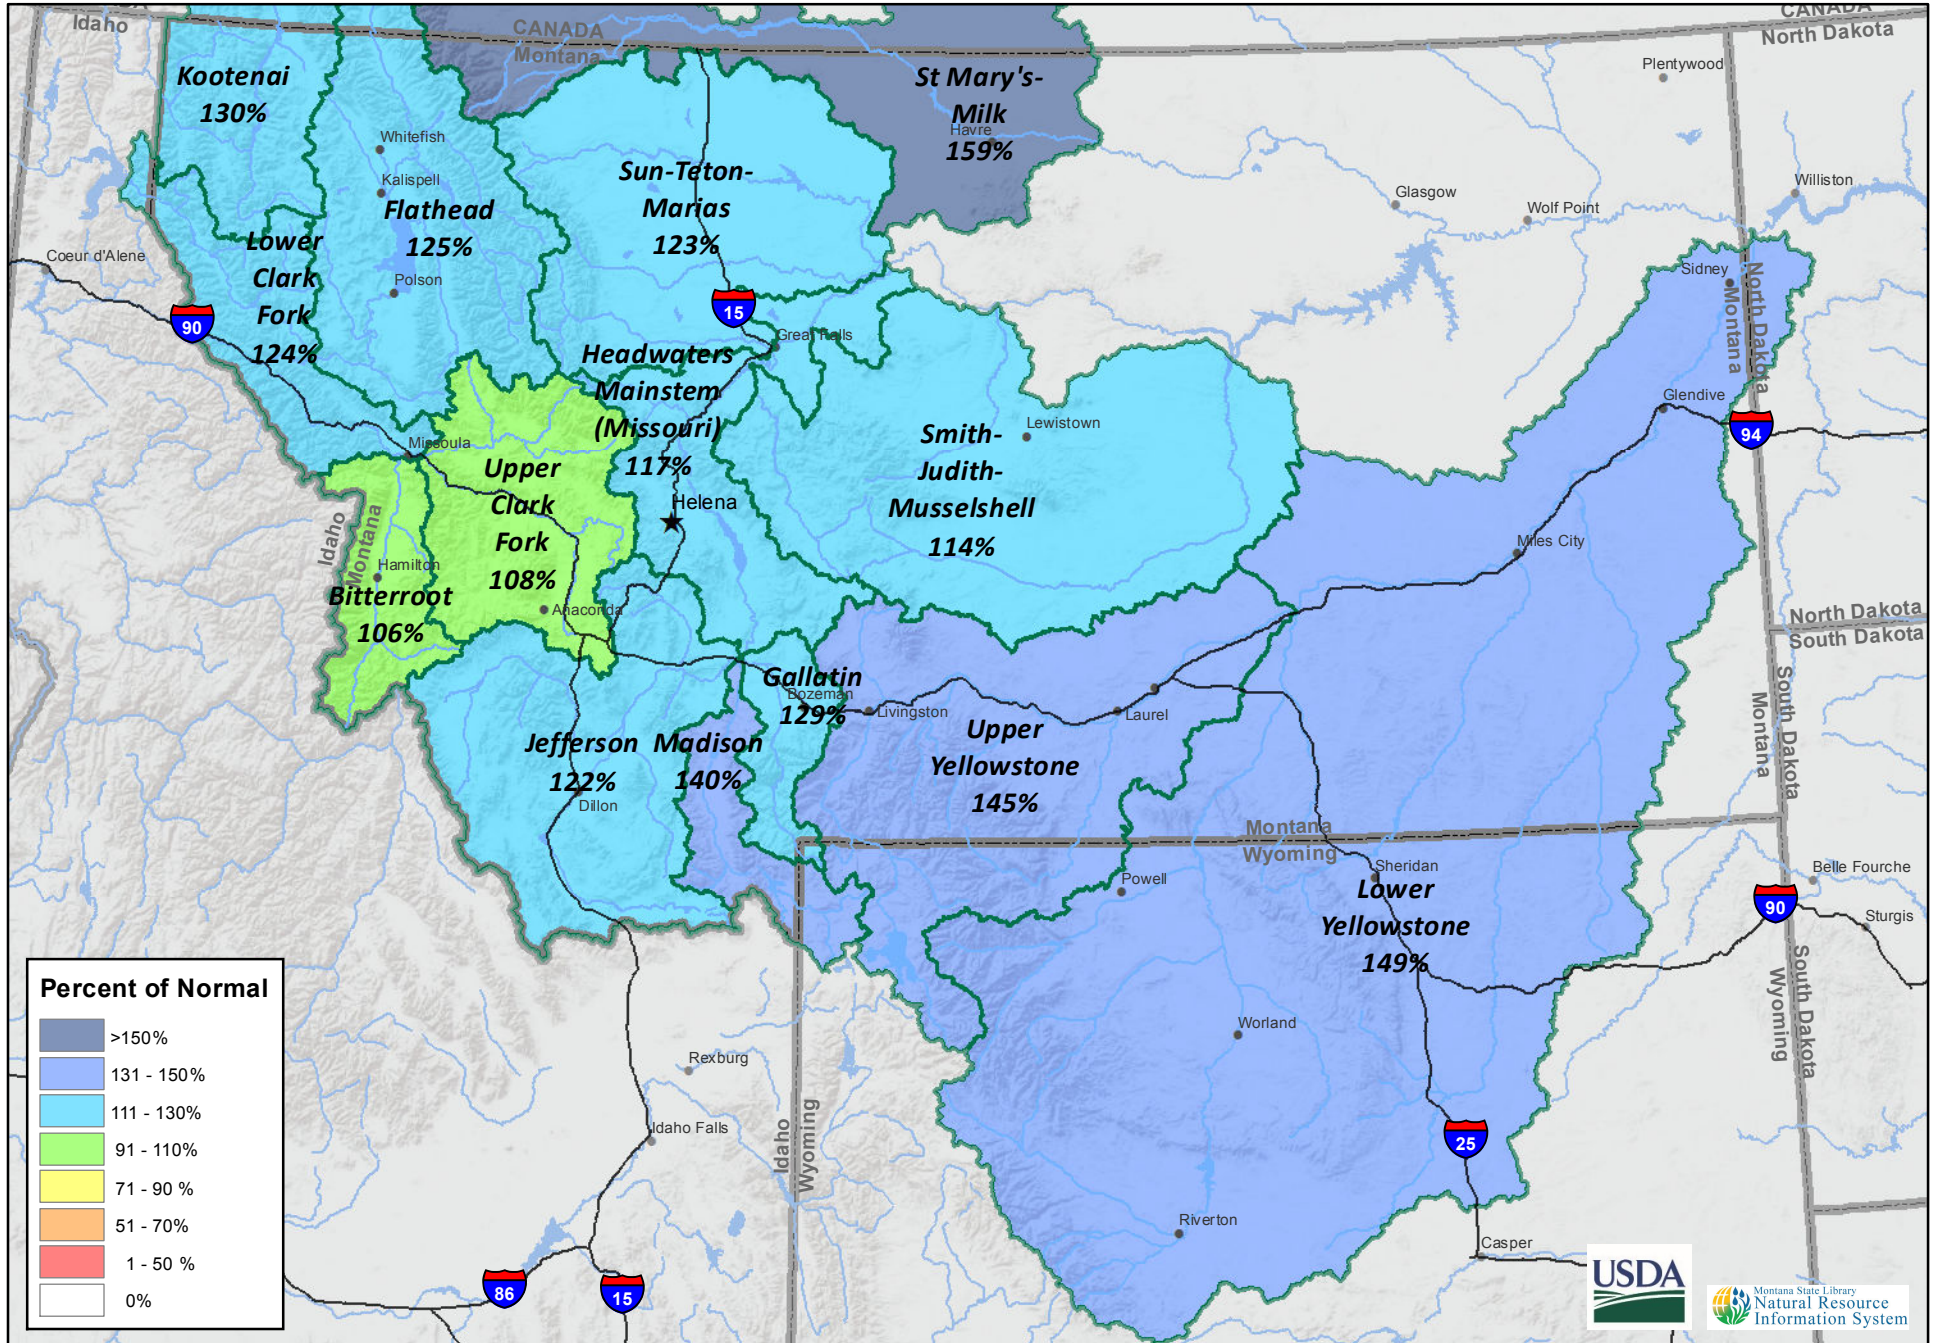 CANADA
Idaho
CANADA
Montana
CANADA
North Dakota
Kootenai
130%
Whitefish
Kalispell
Flathead
125%
Polson
Lower
Clark
Fork
124%
Coeur d'Alene
90
Sun-Teton-
Marias
123%
15
Great Falls
St Mary's-
Milk
Havre
159%
Plentywood
Glasgow
Wolf Point
Williston
Sidney
North Dakota
Montana
Glendive
94
Headwaters
Mainstem
(Missouri)
117%
Helena
Missoula
Upper
Clark
Fork
108%
Anaconda
Idaho
Montana
Hamilton
Bitterroot
106%
Smith-
Judith-
Musselshell
114%
Lewistown
Miles City
North Dakota
South Dakota
South Dakota
Montana
Gallatin
Bozeman
129%
Livingston
Laurel
Jefferson
122%
Dillon
Madison
140%
Upper
Yellowstone
145%
Montana
Wyoming
Powell
Sheridan
Lower
Yellowstone
149%
Belle Fourche
90
Sturgis
South Dakota
Wyoming
Worland
Rexburg
Idaho Falls
Idaho
Wyoming
25
Riverton
Casper
86
15
Percent of Normal
>150%
131 - 150%
111 - 130%
91 - 110%
71 - 90 %
51 - 70%
1 - 50 %
0%
USDA
Montana State Library
Natural Resource
Information System